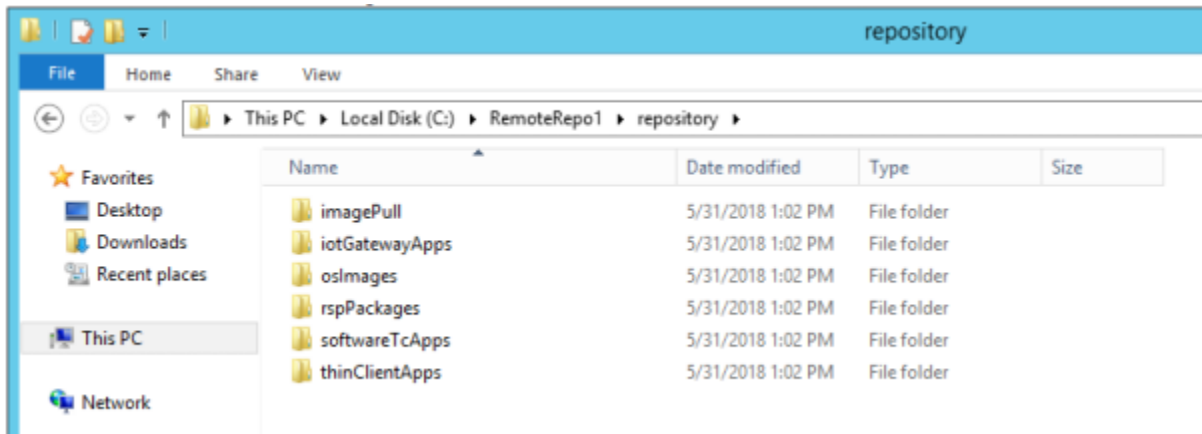 repository
File Home Share View
This PC Local Disk (C:) RemoteRepo1 repository
Name Date modified Type Size
Favorites
Desktop
Downloads
Recent places
This PC
Network
imagePull 5/31/2018 1:02 PM File folder
iotGatewayApps 5/31/2018 1:02 PM File folder
osImages 5/31/2018 1:02 PM File folder
rspPackages 5/31/2018 1:02 PM File folder
softwareTcApps 5/31/2018 1:02 PM File folder
thinClientApps 5/31/2018 1:02 PM File folder